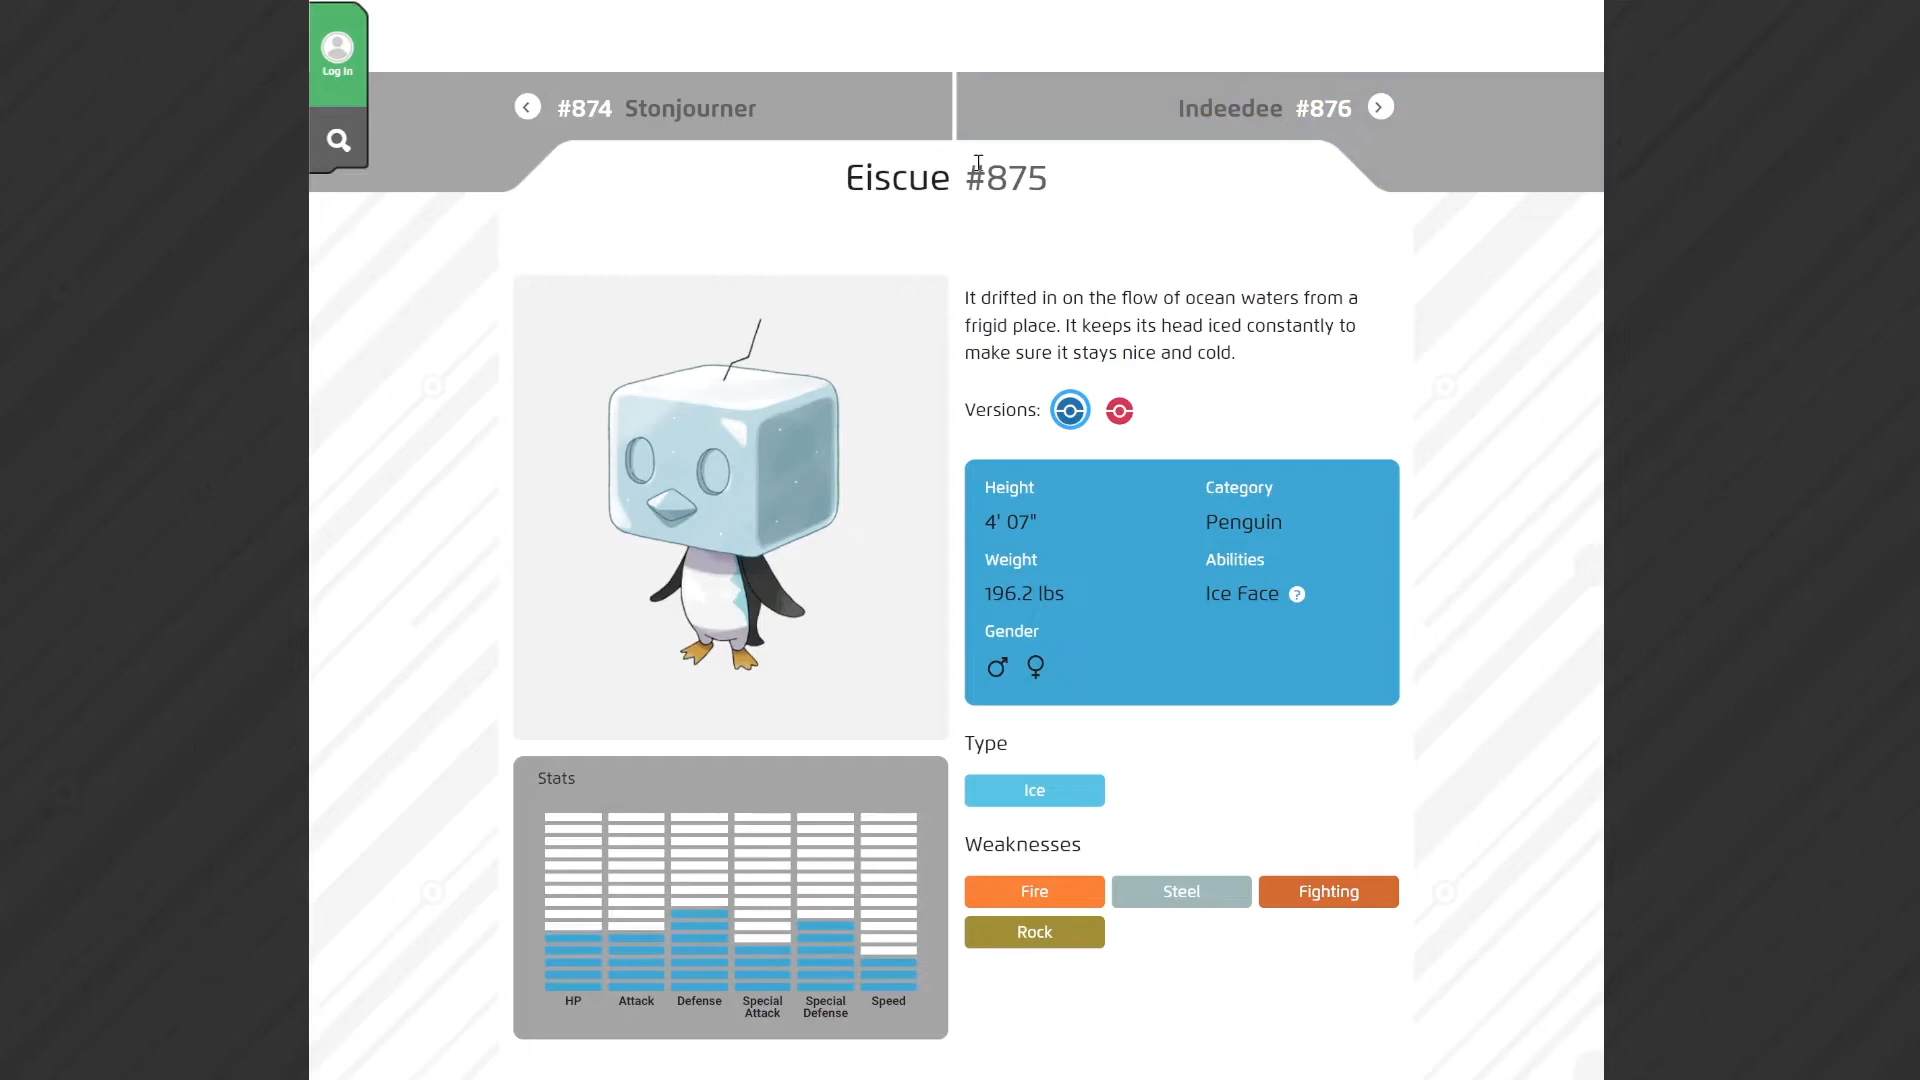 Log In
#874 Stonjourner
Indeedee #876
Eiscue #875
It drifted in on the flow of ocean waters from a
frigid place. It keeps its head iced constantly to
make sure it stays nice and cold.
Versions:
Height
4' 07"
Weight
196.2 lbs
Gender
Category
Penguin
Abilities
Ice Face ?
Type
Ice
Weaknesses
Fire
Steel
Fighting
Rock
Stats
HP
Attack
Defense
Special
Attack
Special
Defense
Speed